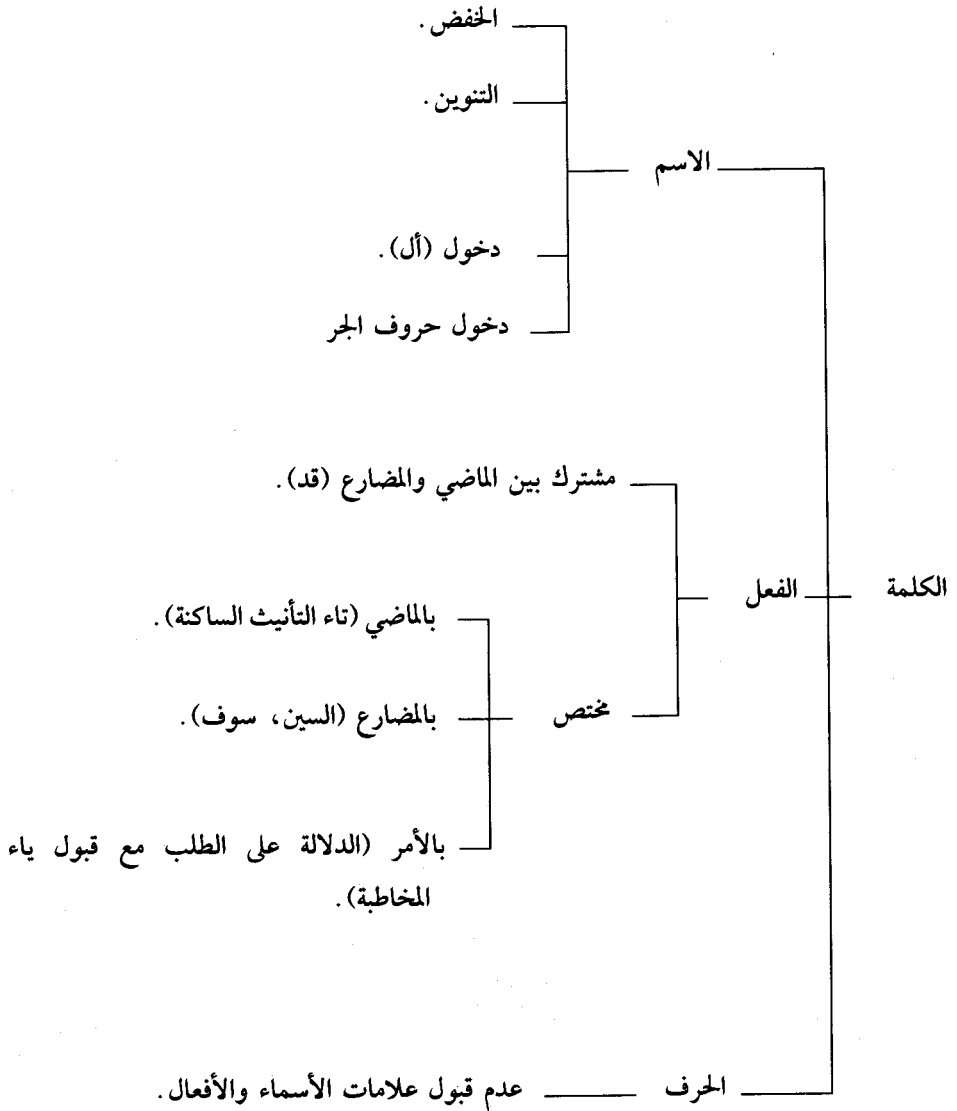 الخفض.
التنوين.
الاسم
دخول (أل).
دخول حروف الجر
مشترك بين الماضي والمضارع (قد).
الكلمة
الفعل
بالماضي (تاء التأنيث الساكنة).
مختص
بالمضارع (السين، سوف).
بالأمر (الدلالة على الطلب مع قبول ياء
المخاطبة).
الحرف
عدم قبول علامات الأسماء والأفعال.